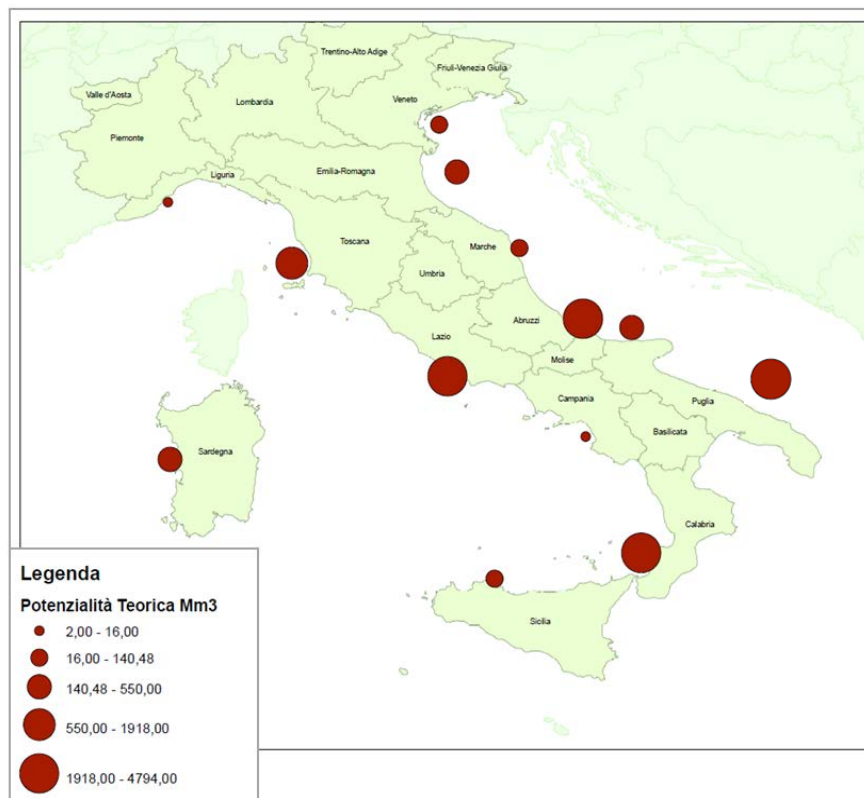 Trentino-Alto Adige
Friuli-Venezia Giulia
Valle d'Aosta
Lombardia
Veneto
Piemonte
Emilia-Romagna
Liguria
Toscana
Marche
Umbria
Abruzzi
Lazio
Molise
Campania
Puglia
Basilicata
Sardegna
Calabria
Sicilia
Legenda
Potenzialità Teorica Mm3
2,00 - 16,00
16,00 - 140,48
140,48 - 550,00
550,00 - 1918,00
1918,00 - 4794,00